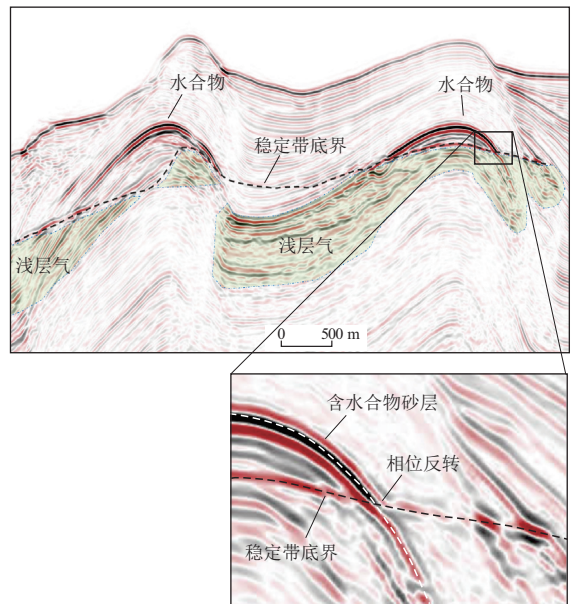 水合物
水合物
稳定带底界
浅层气
浅层气
0 500 m
含水合物砂层
相位反转
稳定带底界